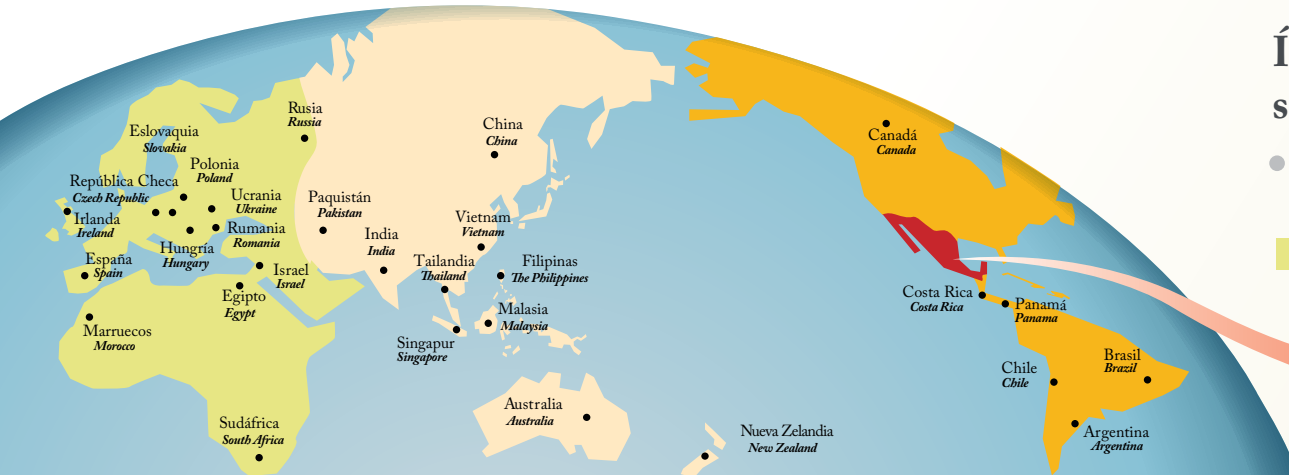 Í
s
Rusia
Russia
China
China
Canadá
Canada
Eslovaquia
Slovakia
Polonia
Poland
República Checa
Czech Republic
Ucrania
Ukraine
Paquistán
Pakistan
Irlanda
Ireland
Rumania
Romania
India
India
Vietnam
Vietnam
Hungría
Hungary
España
Spain
Israel
Israel
Tailandia
Thailand
Filipinas
The Philippines
Egipto
Egypt
Costa Rica
Costa Rica
Panamá
Panama
Malasia
Malaysia
Marruecos
Morocco
Singapur
Singapore
Brasil
Brazil
Chile
Chile
Australia
Australia
Sudáfrica
South Africa
Nueva Zelandia
New Zealand
Argentina
Argentina